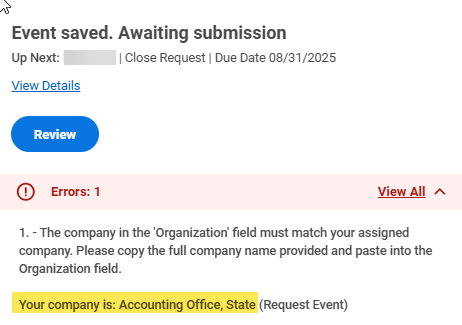 Event saved. Awaiting submission
Up Next: | Close Request | Due Date 08/31/2025
View Details
Review
Errors: 1
View All
1. - The company in the 'Organization' field must match your assigned
company. Please copy the full company name provided and paste into the
Organization field.
Your company is: Accounting Office, State (Request Event)